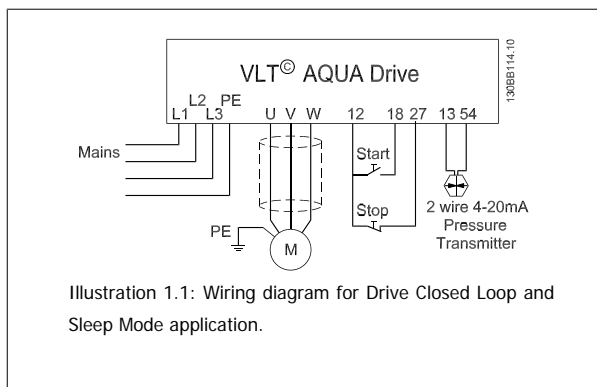 VLT© AQUA Drive
130BB114.10
L1 L2 L3 PE U V W 12 18 27 13 54
Mains
Start
Stop
PE
M
2 wire 4-20mA
Pressure
Transmitter
Illustration 1.1: Wiring diagram for Drive Closed Loop and
Sleep Mode application.